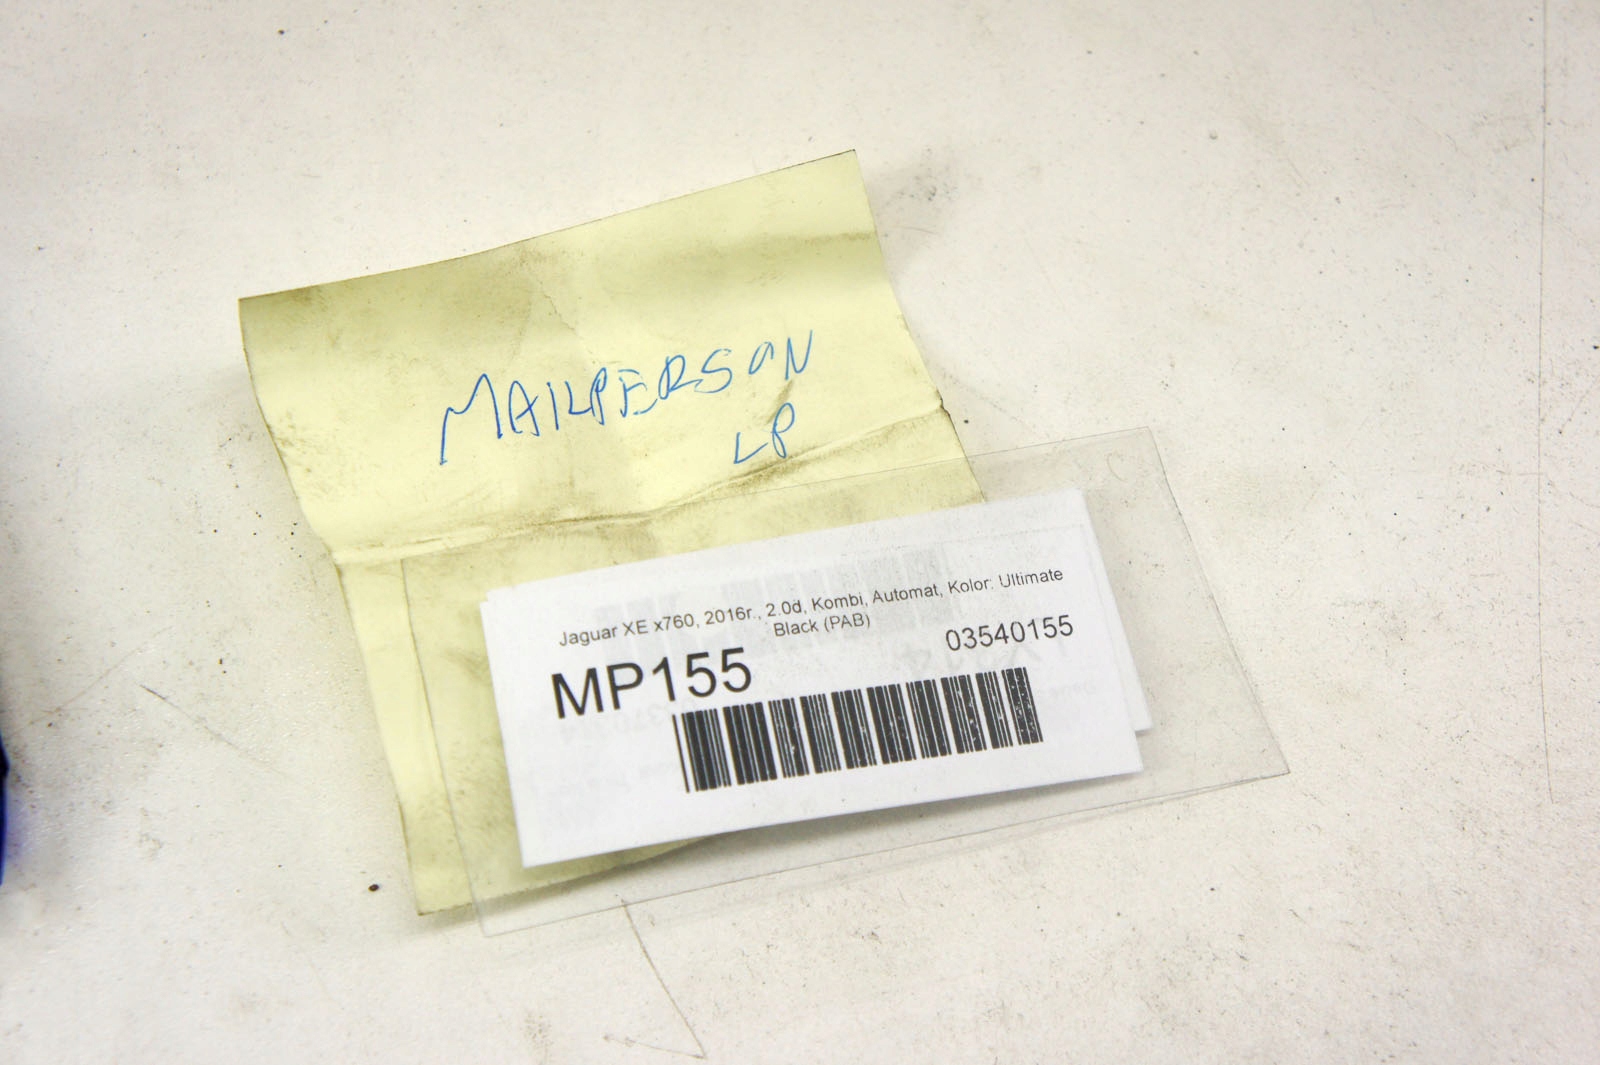 MAILPERSON
LP
Jaguar XE x760, 2016r., 2.0d, Kombi, Automat, Kolor: Ultimate
Black (PAB)
03540155
MP155